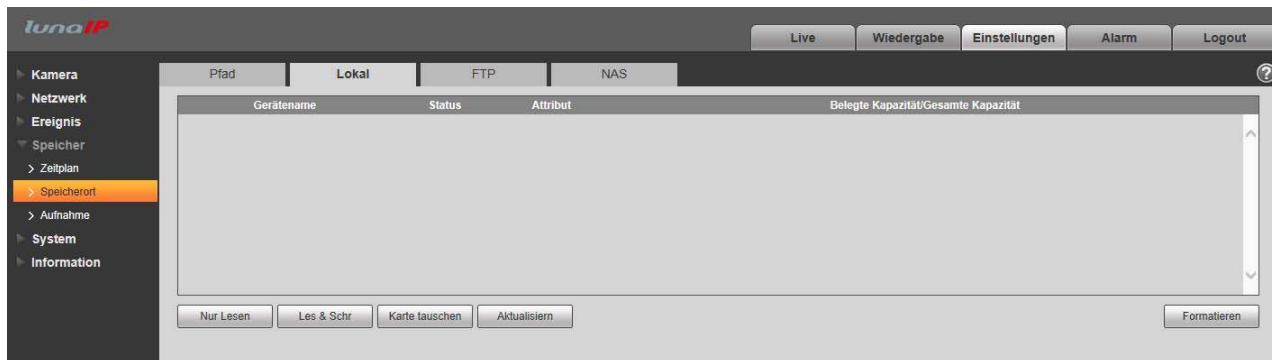 lunaIP
Live Wiedergabe Einstellungen Alarm Logout
Kamera
Netzwerk
Ereignis
Speicher
Zeitplan
Speicherort
Aufnahme
System
Information
Pfad Lokal FTP NAS ?
Gerätename Status Attribut Belegte Kapazität/Gesamte Kapazität
Nur Lesen Les & Schr Karte tauschen Aktualisiern Formatieren